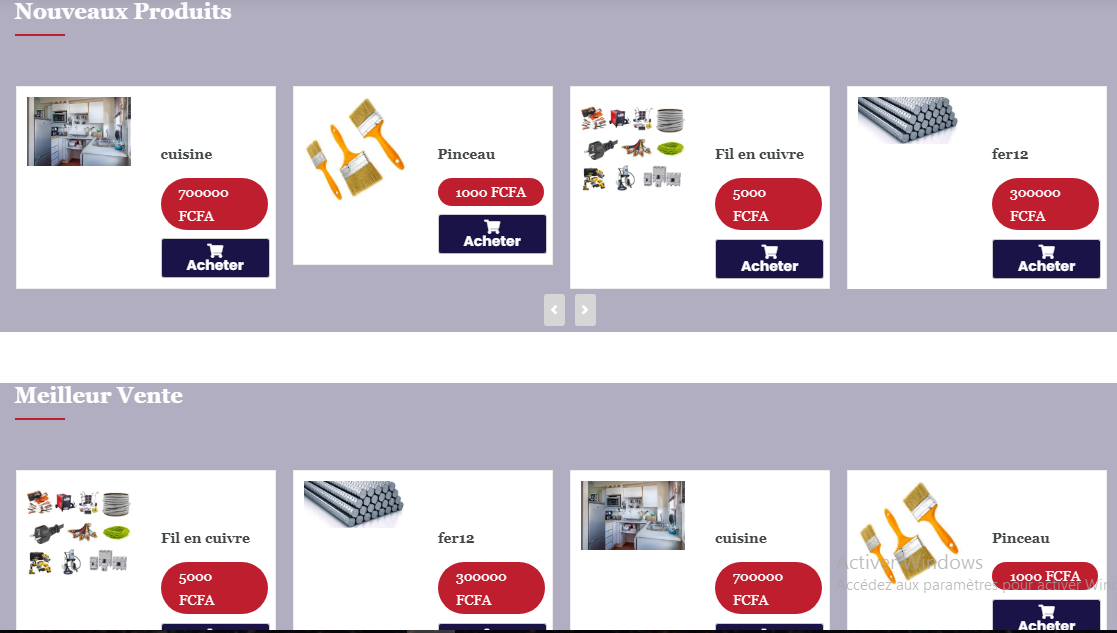 Nouveaux Produits
cuisine
700000
FCFA
Acheter
Pinceau
1000 FCFA
Acheter
Fil en cuivre
5000
FCFA
Acheter
fer12
300000
FCFA
Acheter
Meilleur Vente
Fil en cuivre
5000
FCFA
fer12
300000
FCFA
cuisine
700000
FCFA
Pinceau
1000 FCFA
Acheter
Activer Windows
Accédez aux paramètres pour activer Win